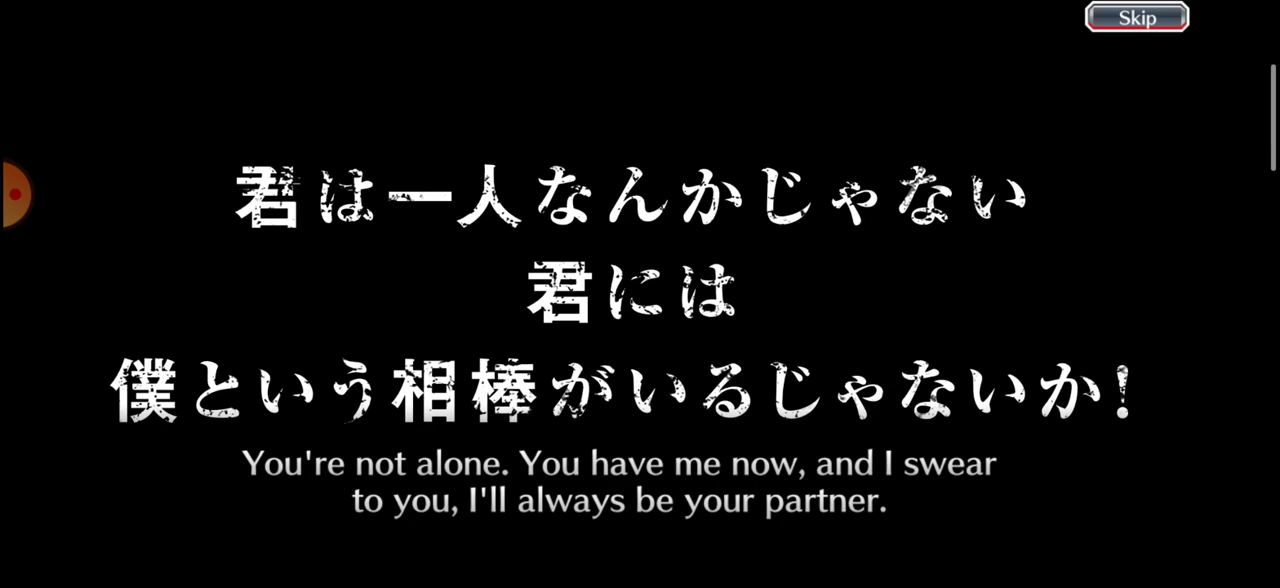 Skip
君は一人なんかじゃない
君には
僕という相棒がいるじゃないか!
You're not alone. You have me now, and I swear
to you, I'll always be your partner.